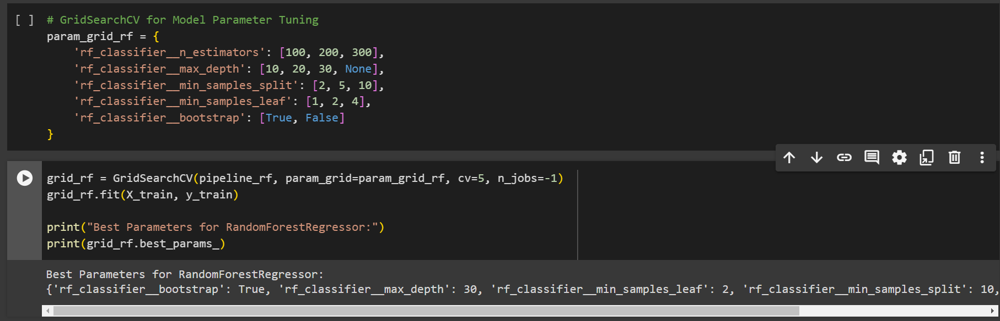 [ ] # GridSearchCV for Model Parameter Tuning
param_grid_rf = {
    'rf_classifier__n_estimators': [100, 200, 300],
    'rf_classifier__max_depth': [10, 20, 30, None],
    'rf_classifier__min_samples_split': [2, 5, 10],
    'rf_classifier__min_samples_leaf': [1, 2, 4],
    'rf_classifier__bootstrap': [True, False]
}
grid_rf = GridSearchCV(pipeline_rf, param_grid=param_grid_rf, cv=5, n_jobs=-1)
grid_rf.fit(X_train, y_train)
print("Best Parameters for RandomForestRegressor:")
print(grid_rf.best_params_)
Best Parameters for RandomForestRegressor:
{'rf_classifier__bootstrap': True, 'rf_classifier__max_depth': 30, 'rf_classifier__min_samples_leaf': 2, 'rf_classifier__min_samples_split': 10,